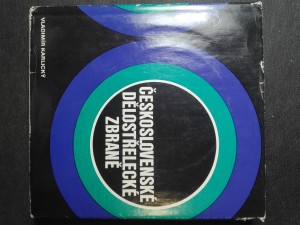 VLADIMÍR KARLICKÝ
ČESKOSLOVENSKÉ
DĚLOSTŘELECKÉ
ZBRANĚ